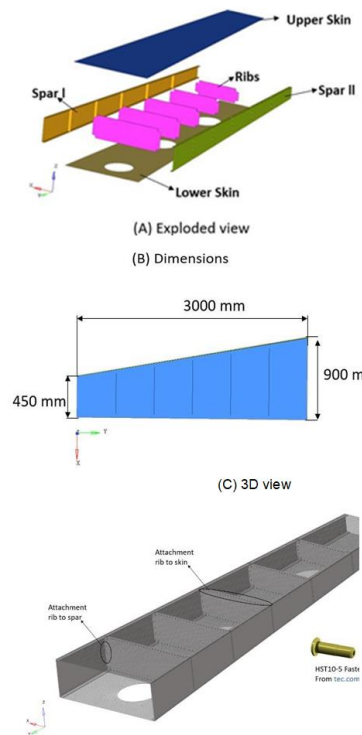 Upper Skin
Ribs
Spar I
Spar II
Lower Skin
(A) Exploded view
(B) Dimensions
3000 mm
900 m
450 mm
Y
X
(C) 3D view
Attachment
rib to skin
Attachment
rib to spar
HST10-5 Faste
From tec.com